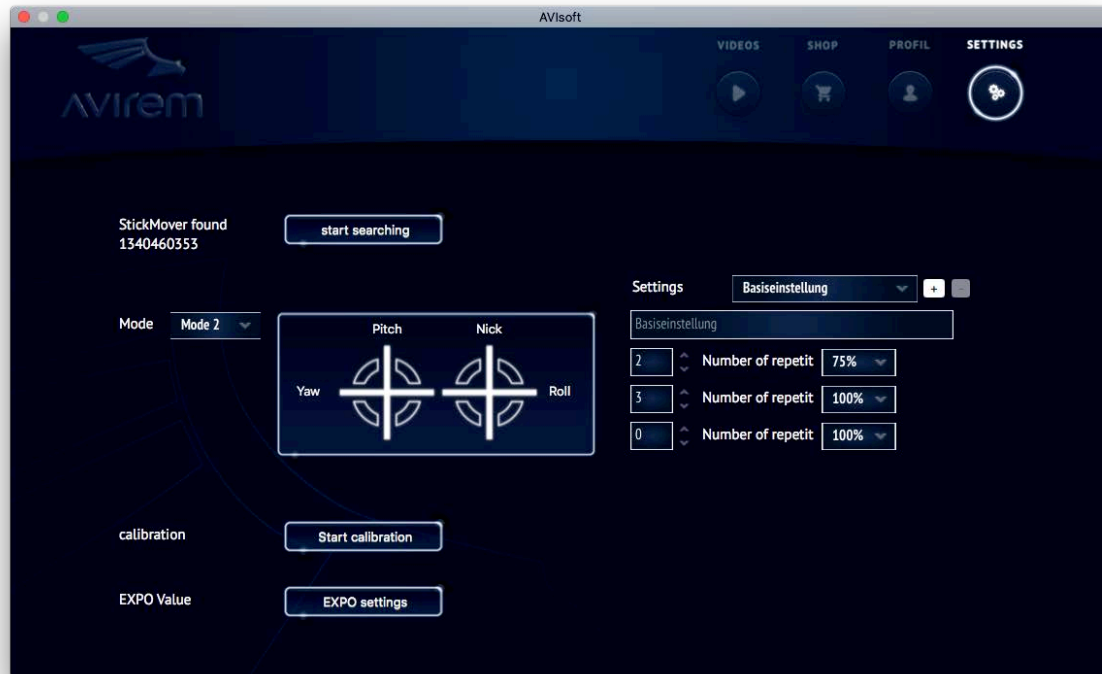 AVIsoft
AVIrem
VIDEOS
SHOP
PROFIL
SETTINGS
StickMover found
1340460353
start searching
Settings
Basiseinstellung
+
-
Mode
Mode 2
Pitch
Nick
Yaw
Roll
Basiseinstellung
2
Number of repetit
75%
3
Number of repetit
100%
0
Number of repetit
100%
calibration
Start calibration
EXPO Value
EXPO settings